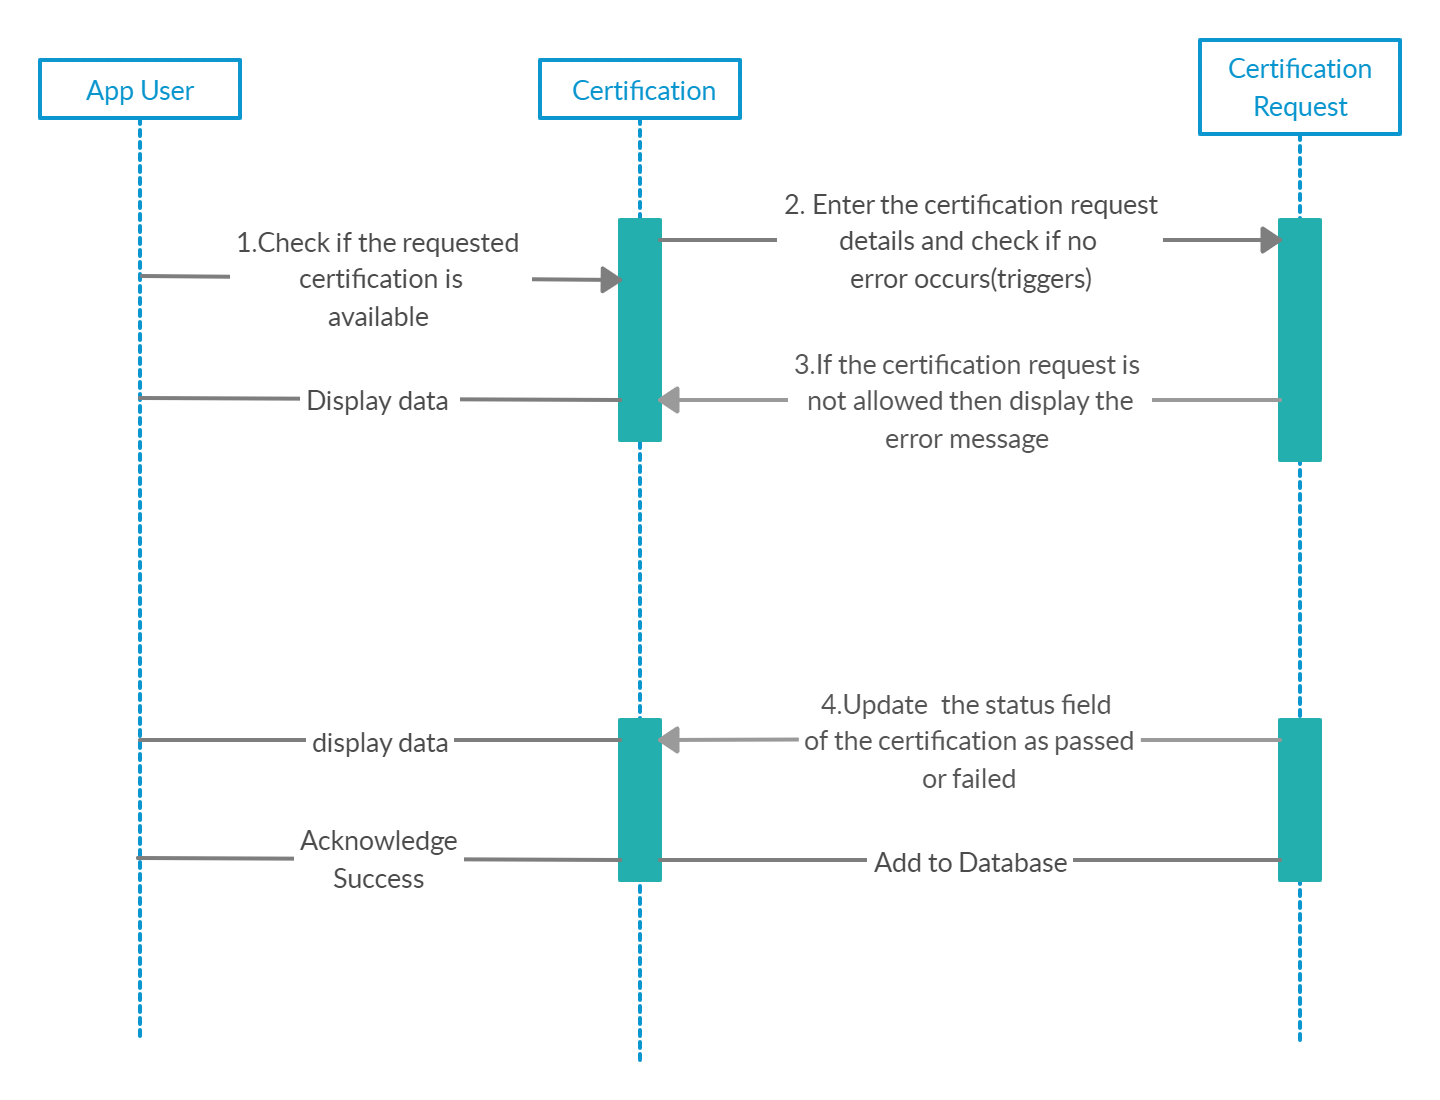 App User
Certification
Certification
Request
1.Check if the requested
certification is
available
2. Enter the certification request
details and check if no
error occurs(triggers)
Display data
3.If the certification request is
not allowed then display the
error message
display data
4.Update  the status field
of the certification as passed
or failed
Acknowledge
Success
Add to Database